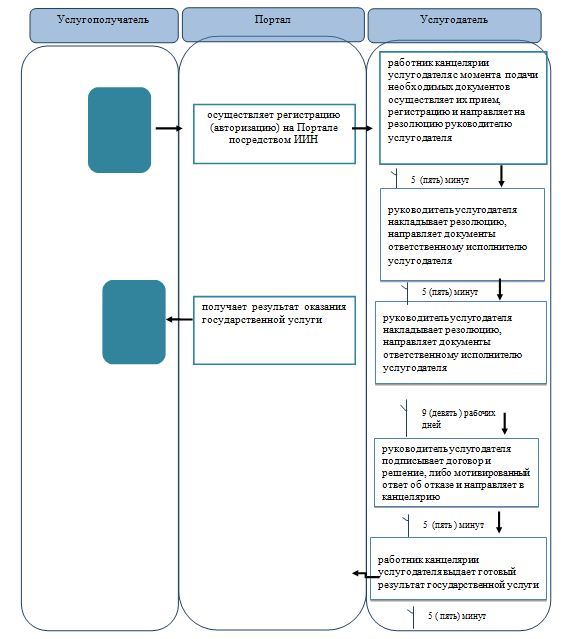 Услугополучатель
Портал
Услугодатель
работник канцелярии
услугодателя с момента подачи
необходимых документов
осуществляет их прием,
регистрацию и направляет на
резолюцию руководителю
услугодателя
осуществляет регистрацию
(авторизацию) на Портале
посредством ИИН
5 (пять) минут
руководитель услугодателя
накладывает резолюцию,
направляет документы
ответственному исполнителю
услугодателя
5 (пять) минут
получает результат оказания
государственной услуги
руководитель услугодателя
накладывает резолюцию,
направляет документы
ответственному исполнителю
услугодателя
9 (девять) рабочих
дней
руководитель услугодателя
подписывает договор и
решение, либо мотивированный
ответ об отказе и направляет в
канцелярию
5 (пять) минут
работник канцелярии
услугодателя выдает готовый
результат государственной услуги
5 (пять) минут